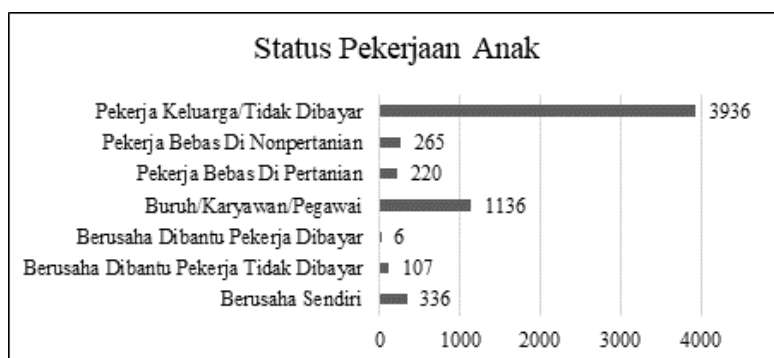 Status Pekerjaan Anak
Pekerja Keluarga/Tidak Dibayar 3936
Pekerja Bebas Di Nonpertanian 265
Pekerja Bebas Di Pertanian 220
Buruh/Karyawan/Pegawai 1136
Berusaha Dibantu Pekerja Dibayar 6
Berusaha Dibantu Pekerja Tidak Dibayar 107
Berusaha Sendiri 336
0 1000 2000 3000 4000